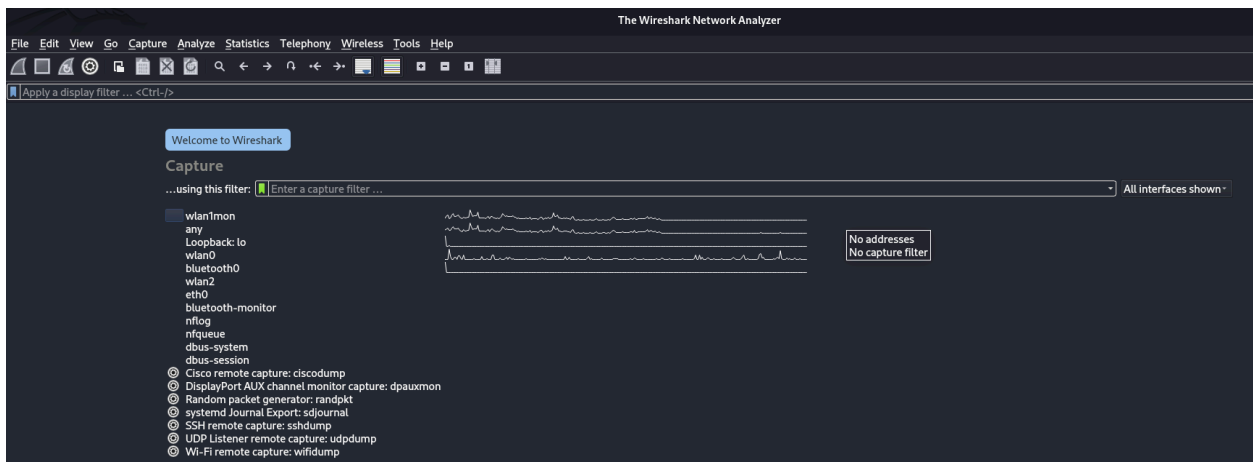 The Wireshark Network Analyzer
File Edit View Go Capture Analyze Statistics Telephony Wireless Tools Help
Apply a display filter ... <Ctrl-/>
Welcome to Wireshark
Capture
...using this filter: Enter a capture filter ... All interfaces shown
wlan1mon
any
Loopback: lo
wlan0
bluetooth0
wlan2
eth0
bluetooth-monitor
nflog
nfqueue
dbus-system
dbus-session
Cisco remote capture: ciscodump
DisplayPort AUX channel monitor capture: dpauxmon
Random packet generator: randpkt
systemd Journal Export: sdjournal
SSH remote capture: sshdump
UDP Listener remote capture: udpdump
Wi-Fi remote capture: wifidump
No addresses
No capture filter